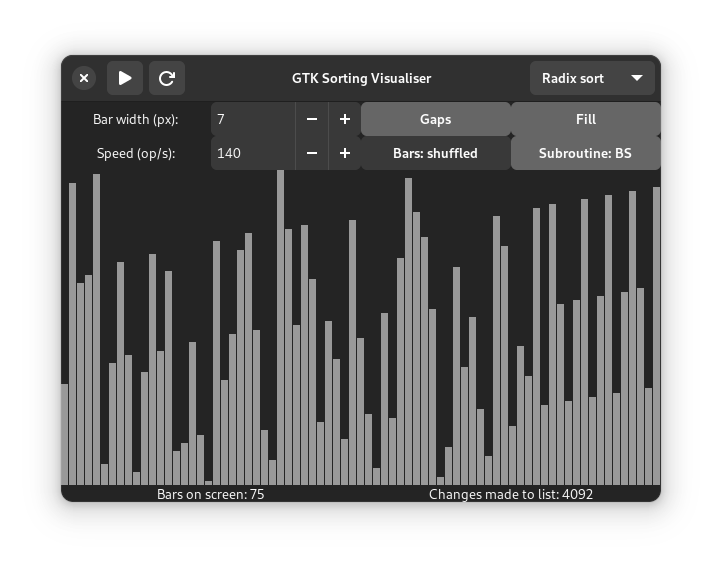 GTK Sorting Visualiser Radix sort
Bar width (px): 7 Gaps Fill
Speed (op/s): 140 Bars: shuffled Subroutine: BS
Bars on screen: 75 Changes made to list: 4092